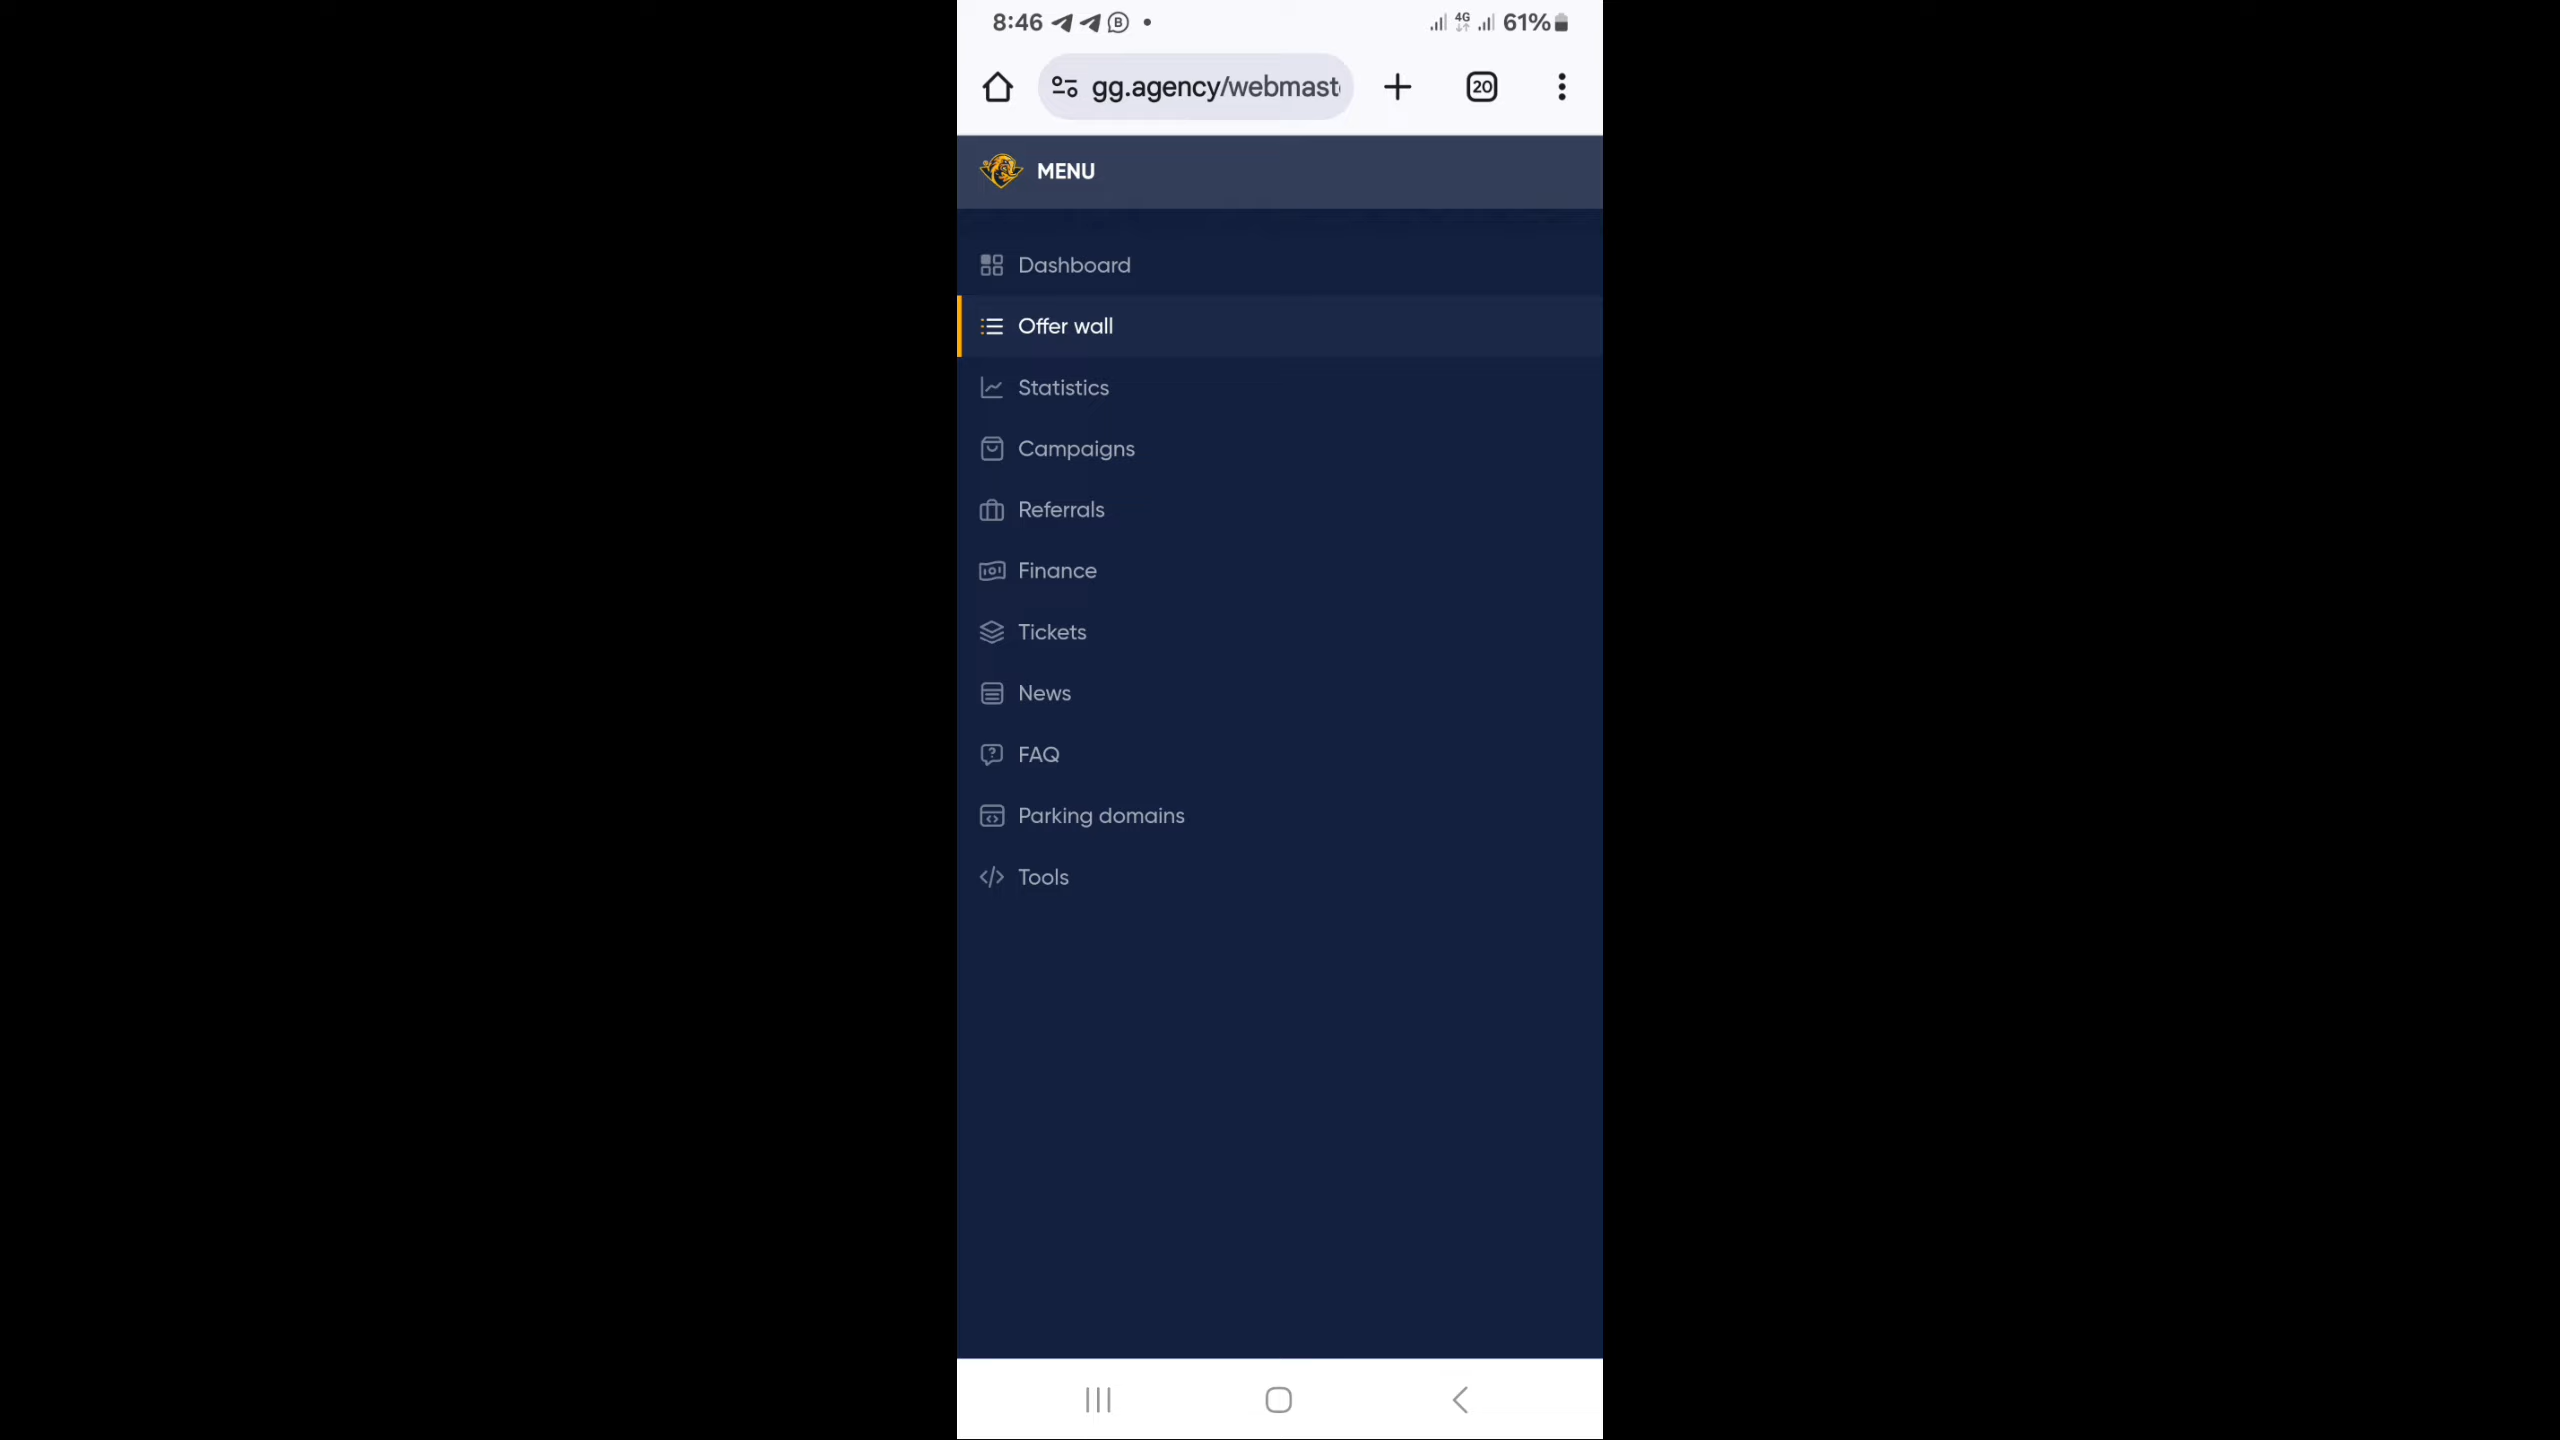 8:46 4G 61%
gg.agency/webmast
20
MENU
Dashboard
Offer wall
Statistics
Campaigns
Referrals
Finance
Tickets
News
FAQ
Parking domains
Tools